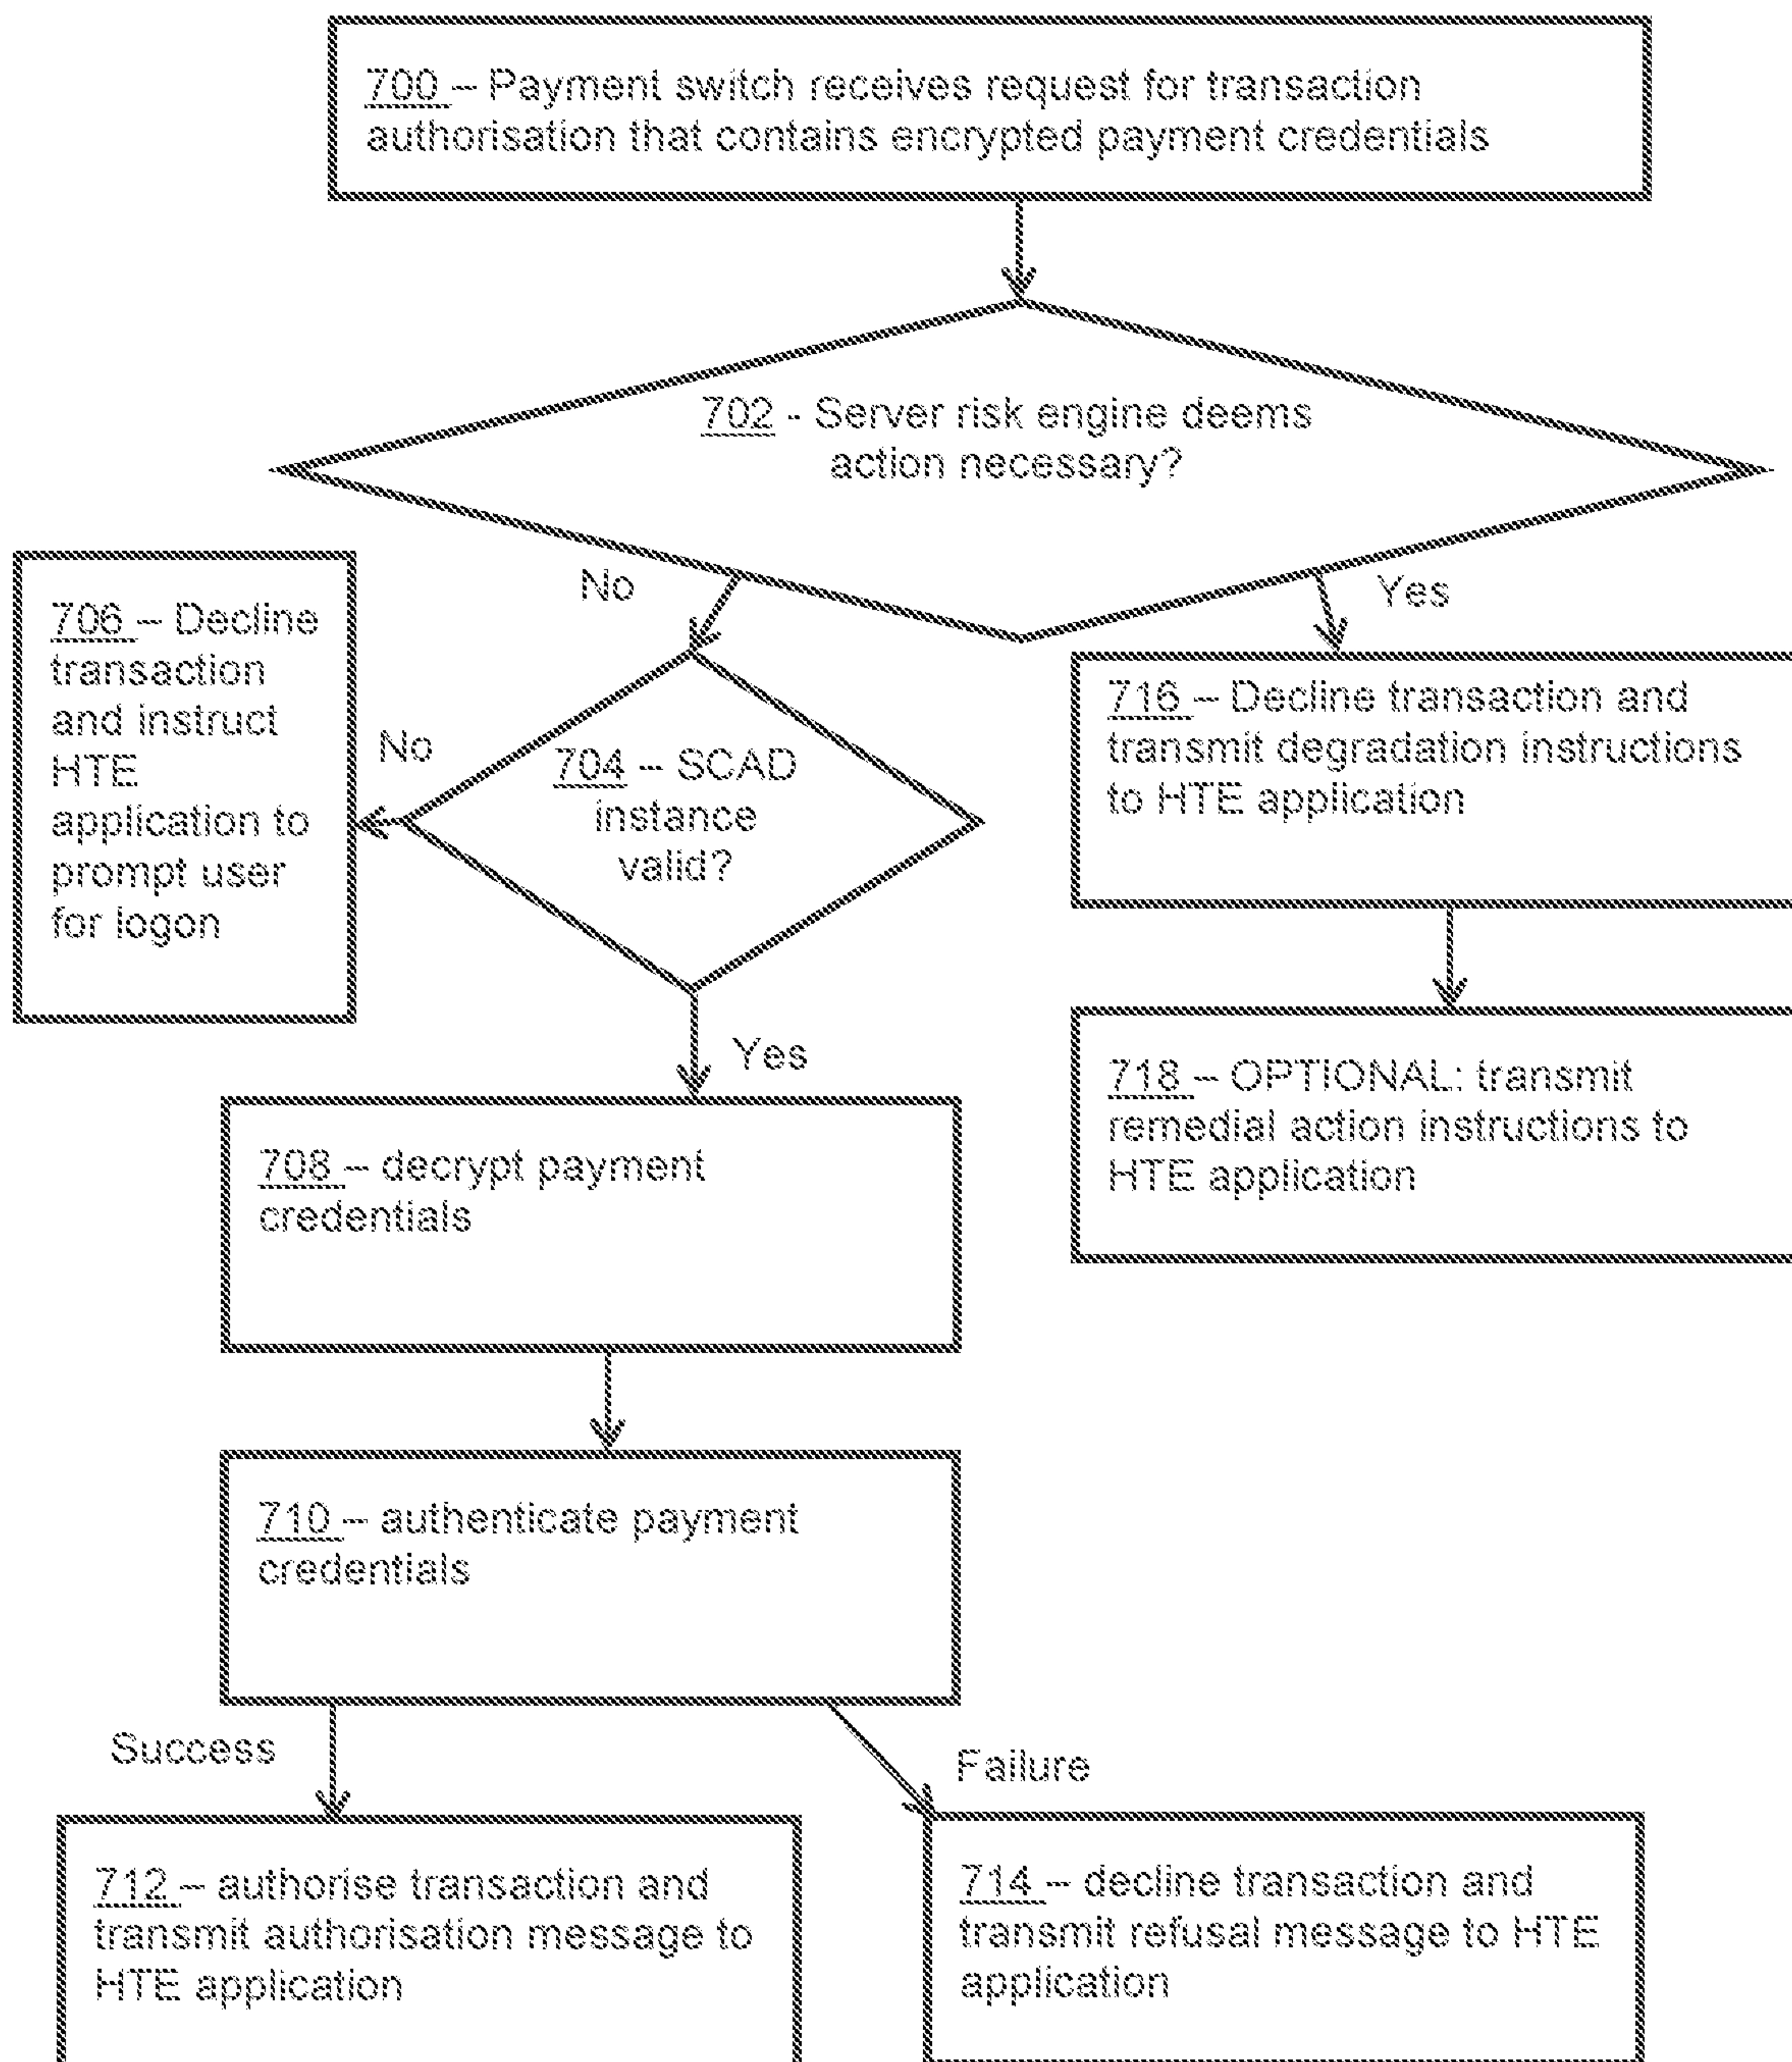 700 – Payment switch receives request for transaction
authorisation that contains encrypted payment credentials
702 - Server risk engine deems
action necessary?
No
Yes
706 – Decline
transaction
and instruct
HTE
application to
prompt user
for logon
No
704 – SCAD
instance
valid?
716 – Decline transaction and
transmit degradation instructions
to HTE application
Yes
718 – OPTIONAL: transmit
remedial action instructions to
HTE application
708 – decrypt payment
credentials
710 – authenticate payment
credentials
Success
Failure
712 – authorise transaction and
transmit authorisation message to
HTE application
714 – decline transaction and
transmit refusal message to HTE
application